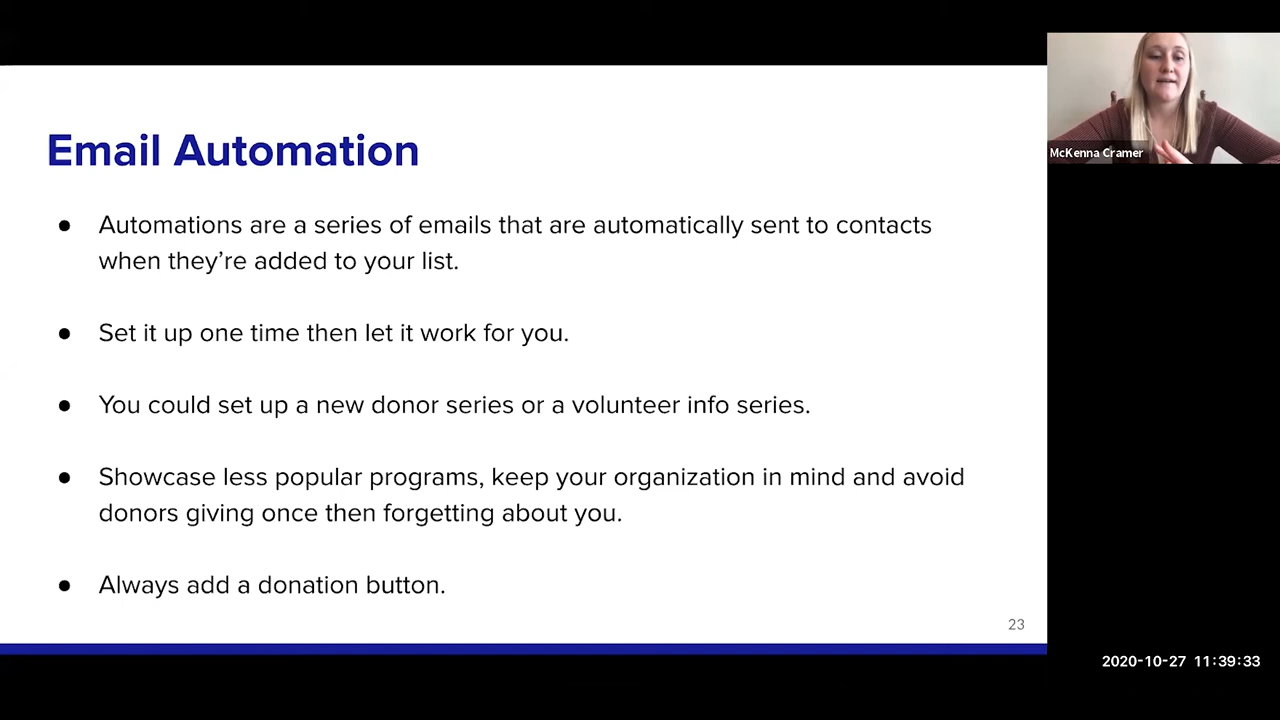 Email Automation
● Automations are a series of emails that are automatically sent to contacts
when they’re added to your list.
● Set it up one time then let it work for you.
● You could set up a new donor series or a volunteer info series.
● Showcase less popular programs, keep your organization in mind and avoid
donors giving once then forgetting about you.
● Always add a donation button.
23
McKenna Cramer
2020-10-27 11:39:33